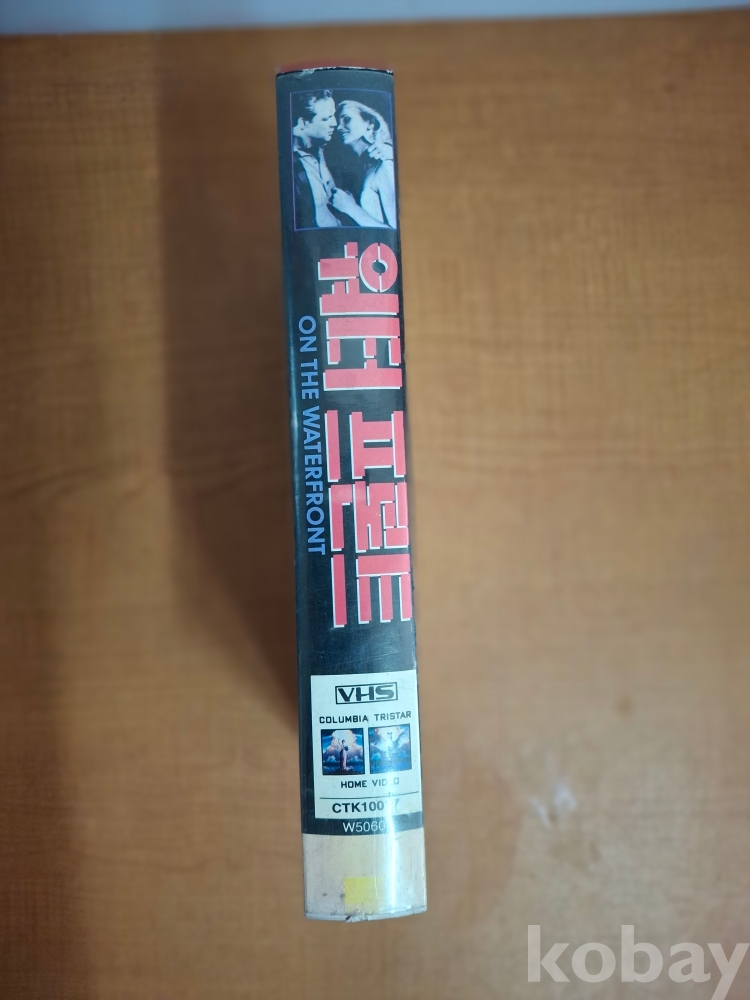 워터 프론트
ON THE WATERFRONT
VHS
COLUMBIA TRISTAR
HOME VIDEO
W5060
kobay